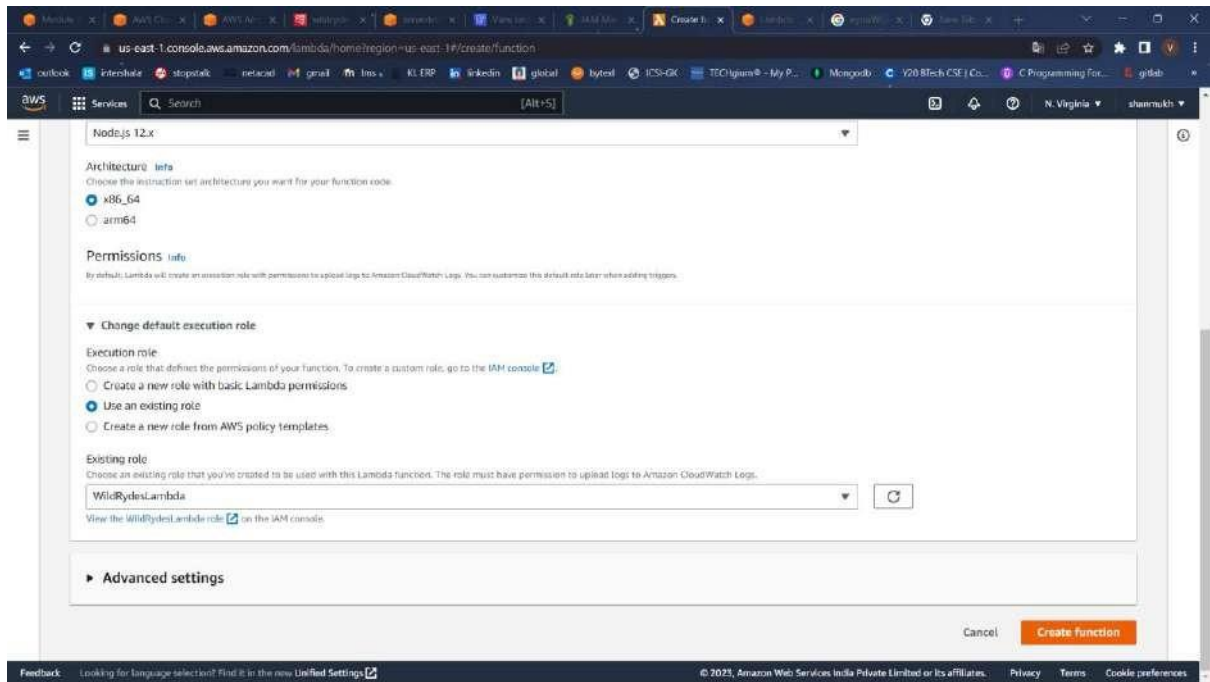 Create f
us-east-1.console.aws.amazon.com/lambda/home?region=us-east-1#/create/function
outlook
intershala
stopstalk
netacad
gmail
lms
KL ERP
linkedin
global
bytexl
ICSI-GK
TECHgium® - My P...
Mongodb
Y20 BTech CSE | Co...
C Programming For...
gitlab
aws
Services
Search
[Alt+S]
N. Virginia
shanmukh
Node.js 12.x
Architecture Info
Choose the instruction set architecture you want for your function code.
x86_64
arm64
Permissions Info
By default, Lambda will create an execution role with permissions to upload logs to Amazon CloudWatch Logs. You can customize this default role later when adding triggers.
Change default execution role
Execution role
Choose a role that defines the permissions of your function. To create a custom role, go to the IAM console.
Create a new role with basic Lambda permissions
Use an existing role
Create a new role from AWS policy templates
Existing role
Choose an existing role that you've created to be used with this Lambda function. The role must have permission to upload logs to Amazon CloudWatch Logs.
WildRydesLambda
View the WildRydesLambda role on the IAM console.
Advanced settings
Cancel
Create function
Feedback
Looking for language selection? Find it in the new Unified Settings
© 2023, Amazon Web Services India Private Limited or its affiliates.
Privacy
Terms
Cookie preferences